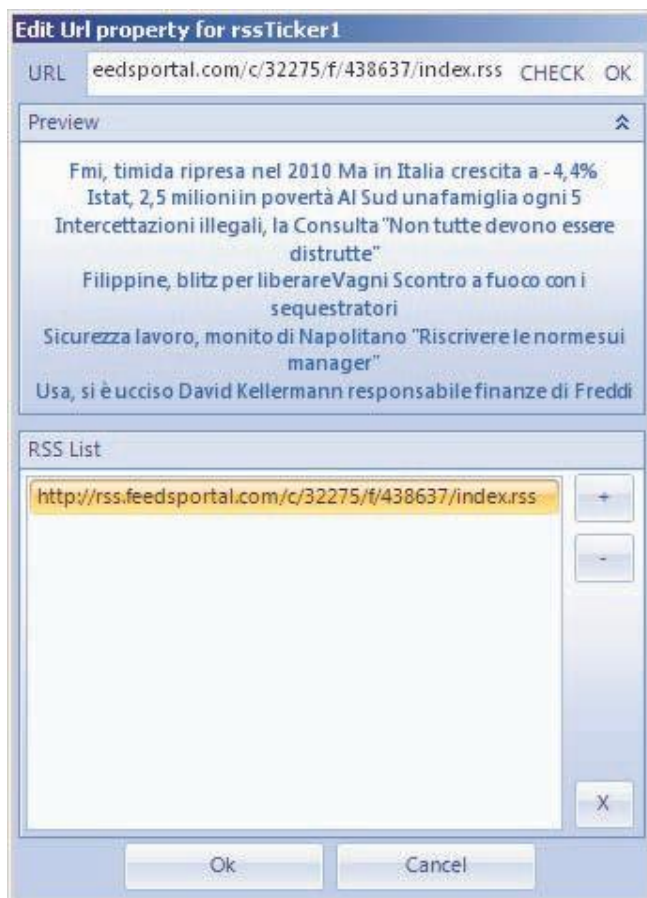 Edit Url property for rssTicker1
URL eedsportal.com/c/32275/f/438637/index.rss CHECK OK
Preview
Fmi, timida ripresa nel 2010 Ma in Italia crescita a -4,4%
Istat, 2,5 milioni in povertà Al Sud una famiglia ogni 5
Intercettazioni illegali, la Consulta "Non tutte devono essere
distrutte"
Filippine, blitz per liberare Vagni Scontro a fuoco con i
sequestratori
Sicurezza lavoro, monito di Napolitano "Riscrivere le norme sui
manager"
Usa, si è ucciso David Kellermann responsabile finanze di Freddi
RSS List
http://rss.feedsportal.com/c/32275/f/438637/index.rss
+
-
X
Ok Cancel